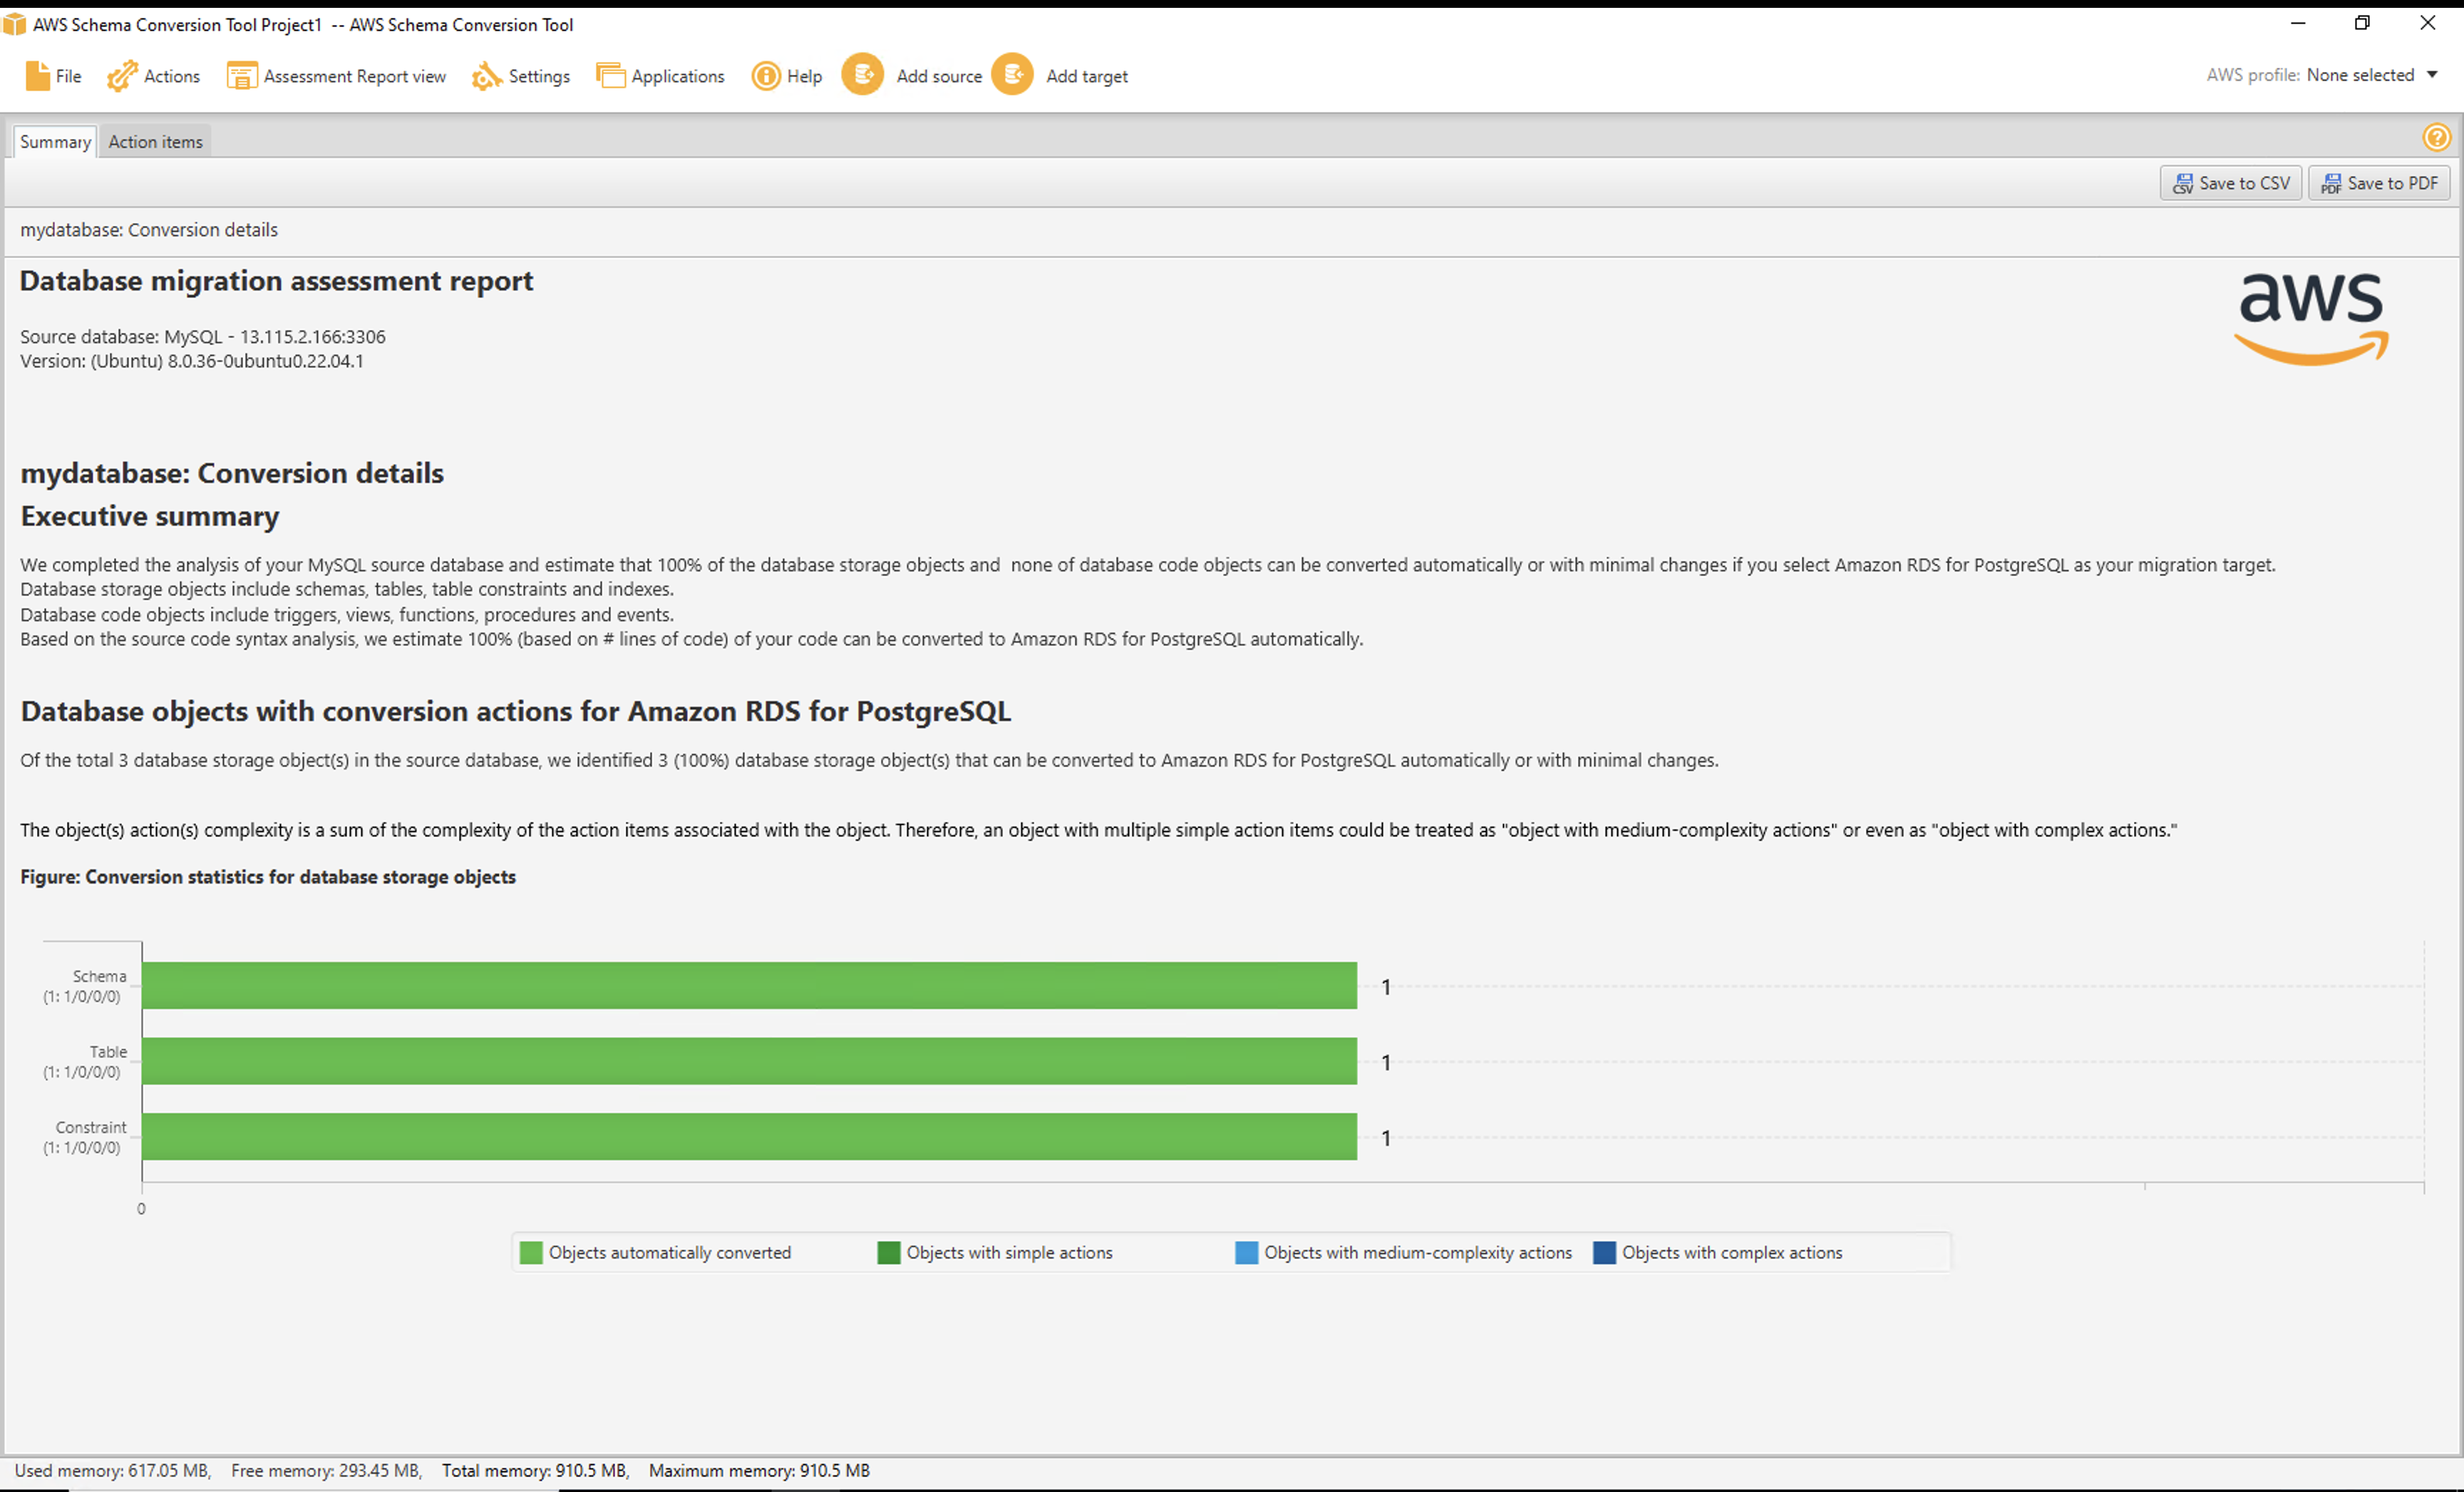 AWS Schema Conversion Tool Project1 -- AWS Schema Conversion Tool
File Actions Assessment Report view Settings Applications Help Add source Add target AWS profile: None selected
Summary Action items
CSV Save to CSV PDF Save to PDF
mydatabase: Conversion details
Database migration assessment report
aws
Source database: MySQL - 13.115.2.166:3306
Version: (Ubuntu) 8.0.36-0ubuntu0.22.04.1
mydatabase: Conversion details
Executive summary
We completed the analysis of your MySQL source database and estimate that 100% of the database storage objects and  none of database code objects can be converted automatically or with minimal changes if you select Amazon RDS for PostgreSQL as your migration target.
Database storage objects include schemas, tables, table constraints and indexes.
Database code objects include triggers, views, functions, procedures and events.
Based on the source code syntax analysis, we estimate 100% (based on # lines of code) of your code can be converted to Amazon RDS for PostgreSQL automatically.
Database objects with conversion actions for Amazon RDS for PostgreSQL
Of the total 3 database storage object(s) in the source database, we identified 3 (100%) database storage object(s) that can be converted to Amazon RDS for PostgreSQL automatically or with minimal changes.
The object(s) action(s) complexity is a sum of the complexity of the action items associated with the object. Therefore, an object with multiple simple action items could be treated as "object with medium-complexity actions" or even as "object with complex actions."
Figure: Conversion statistics for database storage objects
Schema
(1: 1/0/0/0)
1
Table
(1: 1/0/0/0)
1
Constraint
(1: 1/0/0/0)
1
0
Objects automatically converted Objects with simple actions Objects with medium-complexity actions Objects with complex actions
Used memory: 617.05 MB, Free memory: 293.45 MB, Total memory: 910.5 MB, Maximum memory: 910.5 MB